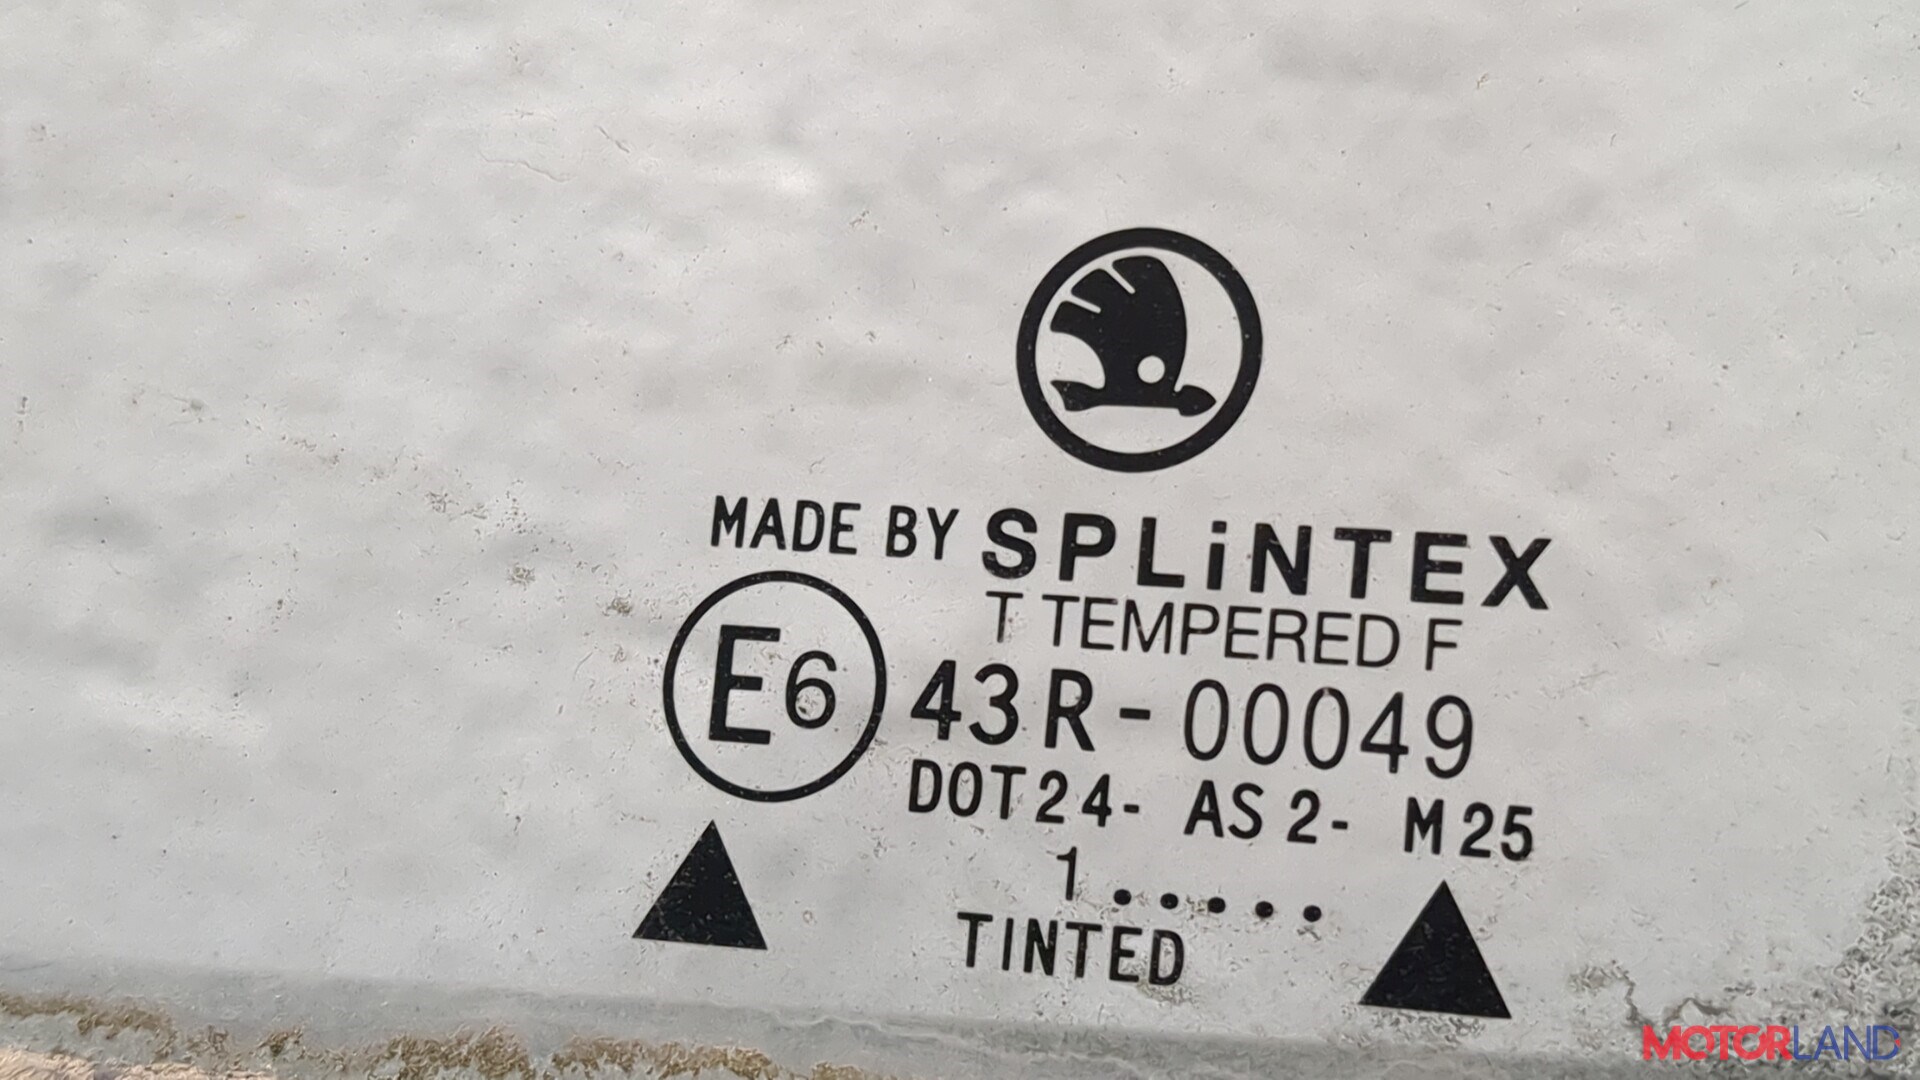 MADE BY SPLiNTEX
T TEMPERED F
E6 43R-00049
DOT24- AS2- M25
1.....
TINTED
MOTORLAND